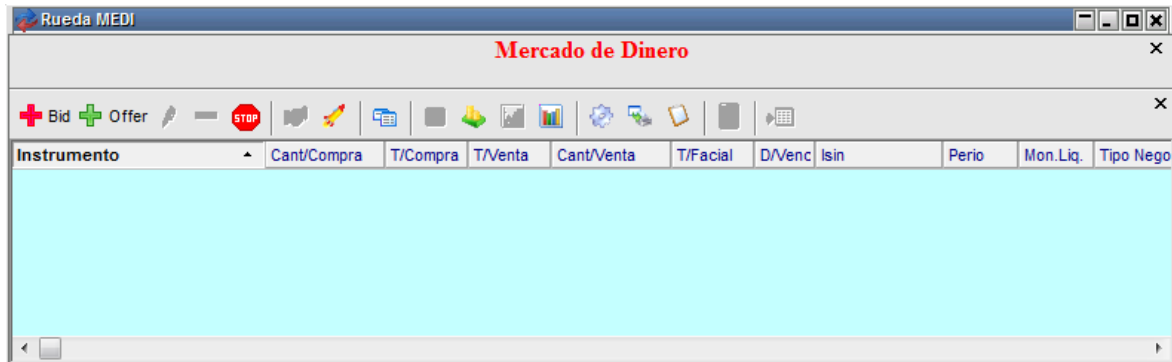 Rueda MEDI
Mercado de Dinero
Bid Offer STOP
Instrumento Cant/Compra T/Compra T/Venta Cant/Venta T/Facial D/Venc Isin Perio Mon.Liq. Tipo Nego